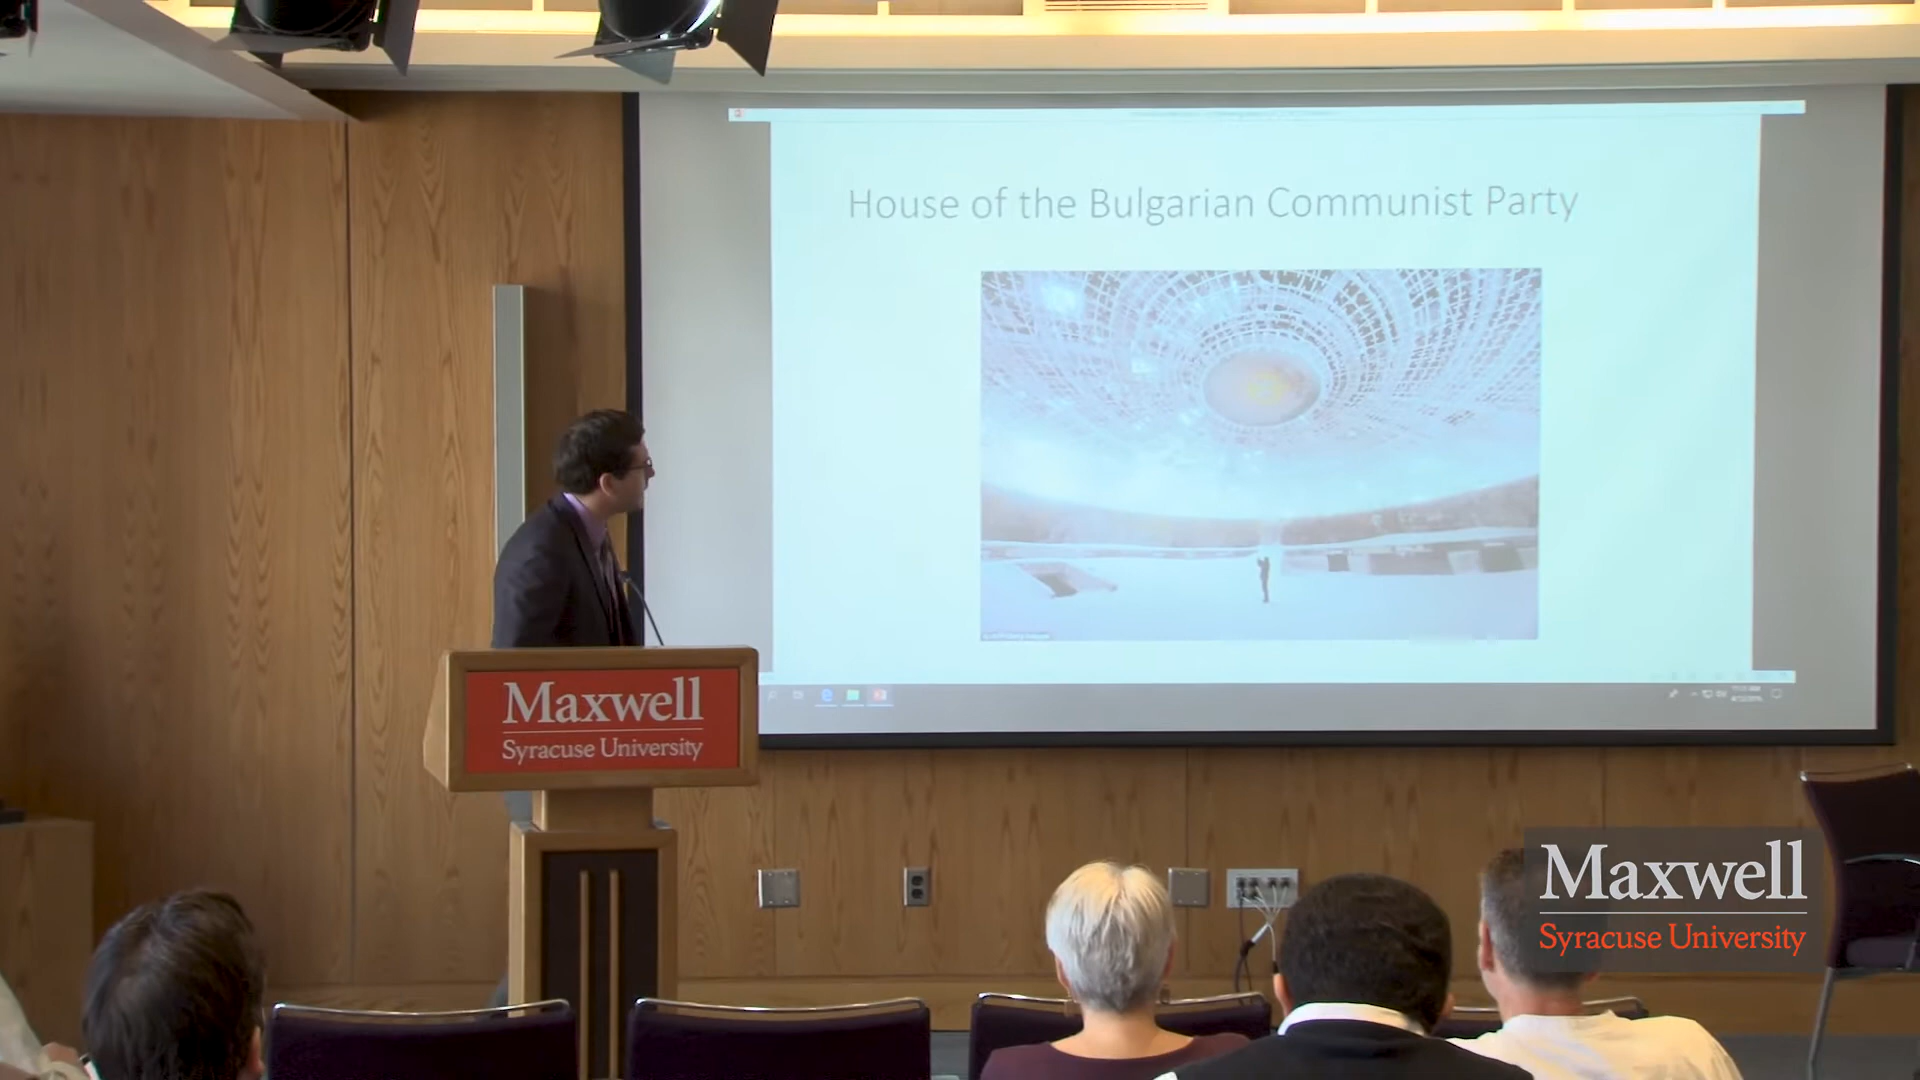 House of the Bulgarian Communist Party
Maxwell
Syracuse University
Maxwell
Syracuse University